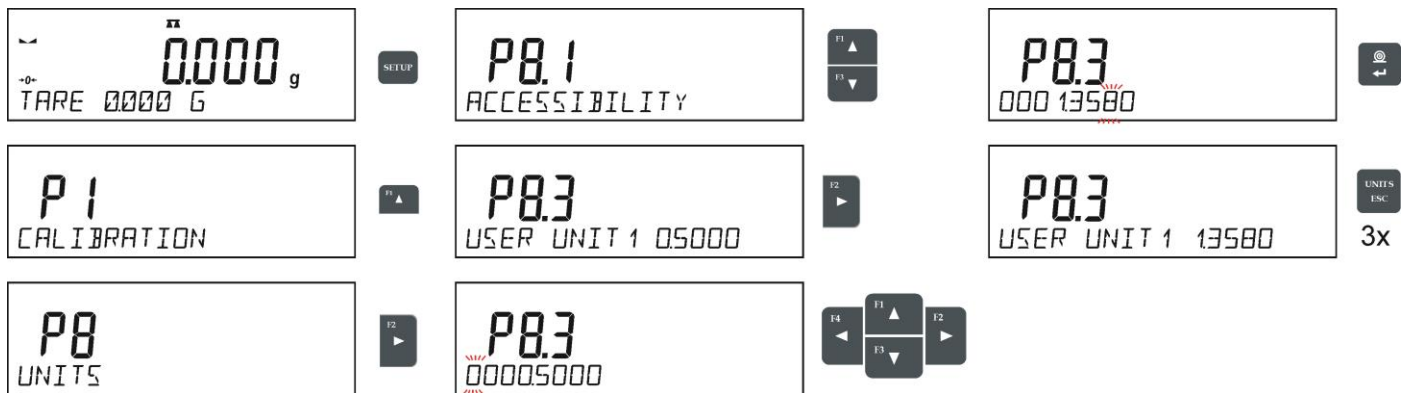 0.000 g
TARE 0.000 G
SETUP
P1
CALIBRATION
F1
P8
UNITS
F2
P8.1
ACCESSIBILITY
F1
F3
P8.3
USER UNIT 1 0.5000
F2
P8.3
0000.5000
F4 F1 F2
F3
P8.3
0001.3580
P8.3
USER UNIT 1 1.3580
UNITS
ESC
3x